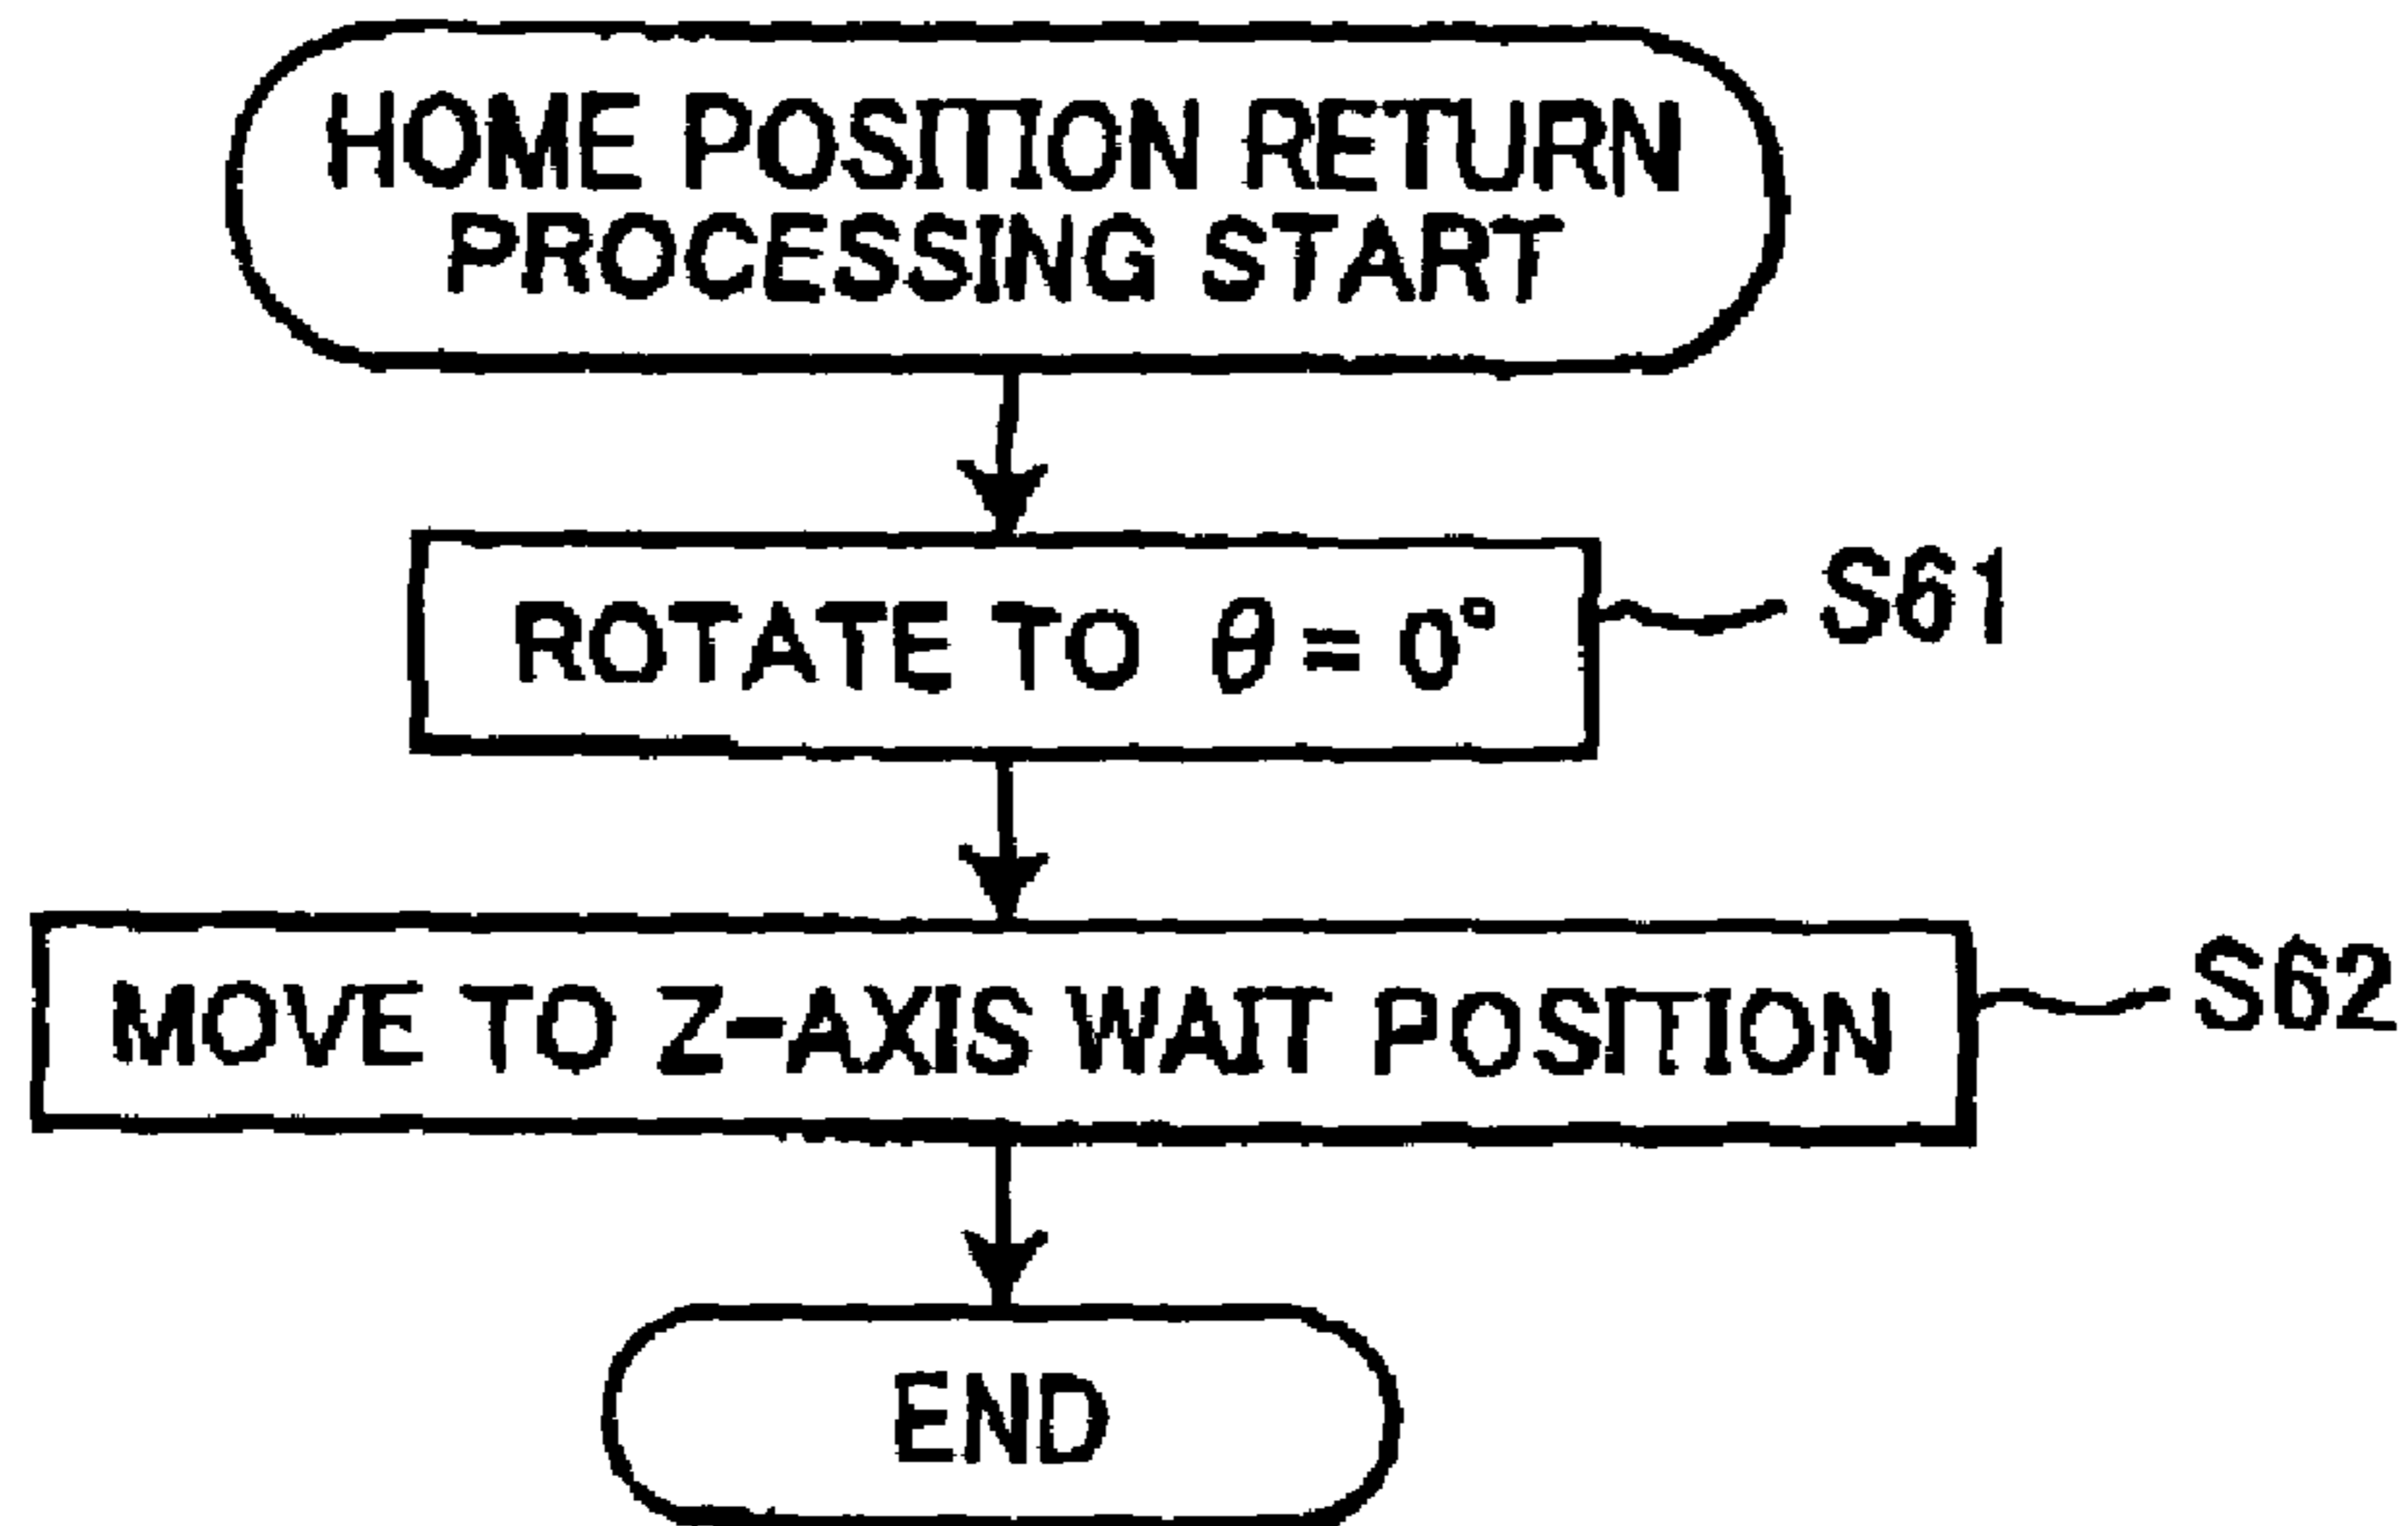 HOME POSITION RETURN
PROCESSING START
ROTATE TO θ = 0°
S61
MOVE TO Z-AXIS WAIT POSITION
S62
END